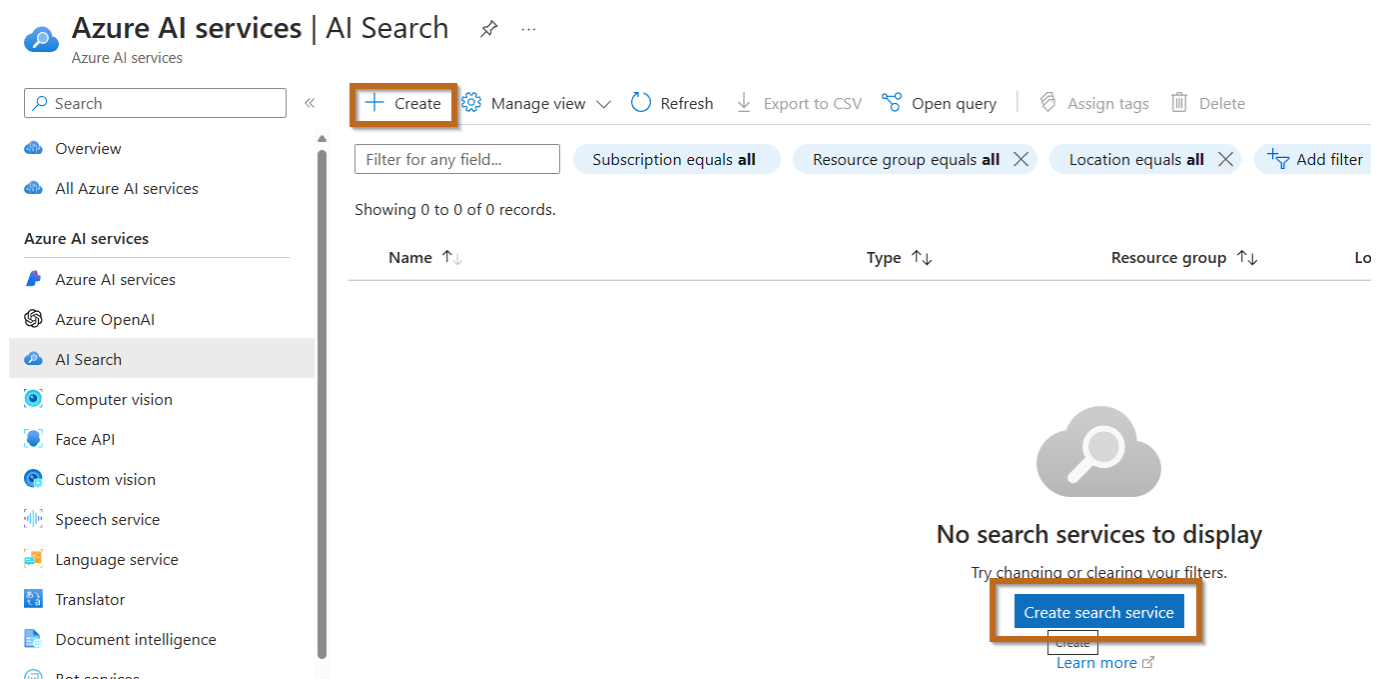 Azure AI services | AI Search
Azure AI services
Search
Overview
All Azure AI services
Azure AI services
Azure AI services
Azure OpenAI
AI Search
Computer vision
Face API
Custom vision
Speech service
Language service
Translator
Document intelligence
Bot services
Create Manage view Refresh Export to CSV Open query Assign tags Delete
Filter for any field... Subscription equals all Resource group equals all Location equals all Add filter
Showing 0 to 0 of 0 records.
Name Type Resource group Lo
No search services to display
Try changing or clearing your filters.
Create search service
Create
Learn more